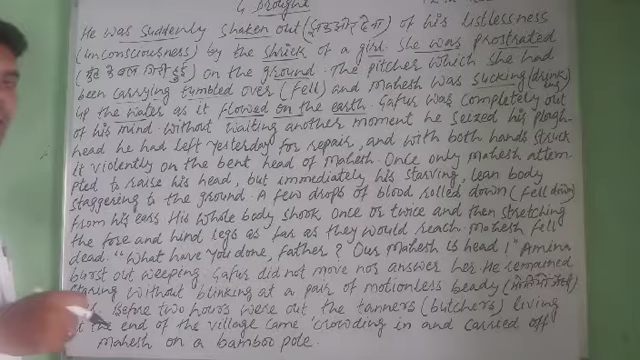 4 Drought
He was suddenly shaken out (झकझोर देना) of his listlessness
(unconsciousness) by the shrick of a girl. She was prostrated
(मुँह के बल गिरी हुई) on the ground. The pitcher which she had
been carrying tumbled over (fell) and Mahesh was sucking (drink
ing) up the water as it flowed on the earth. Gafur was completely out
of his mind. Without waiting another moment he seized his plough-
head he had left yesterday for repair, and with both hands struck
it violently on the bent head of Mahesh. Once only Mahesh attem-
pted to raise his head, but immediately his starving, lean body
staggering to the ground. A few drops of blood rolled down (fell down)
from his ears. His whole body shook once or twice and then stretching
the fore and hind legs as far as they would reach. Mahesh fell
dead. "What have you done, father? Our Mahesh is head!" Amina
burst out weeping. Gafur did not move nor answer her. He remained
staring without blinking at a pair of motionless beady
Before two hours were out the tanners (butchers) living
the end of the village came crowding in and carried off
Mahesh on a bamboo pole.